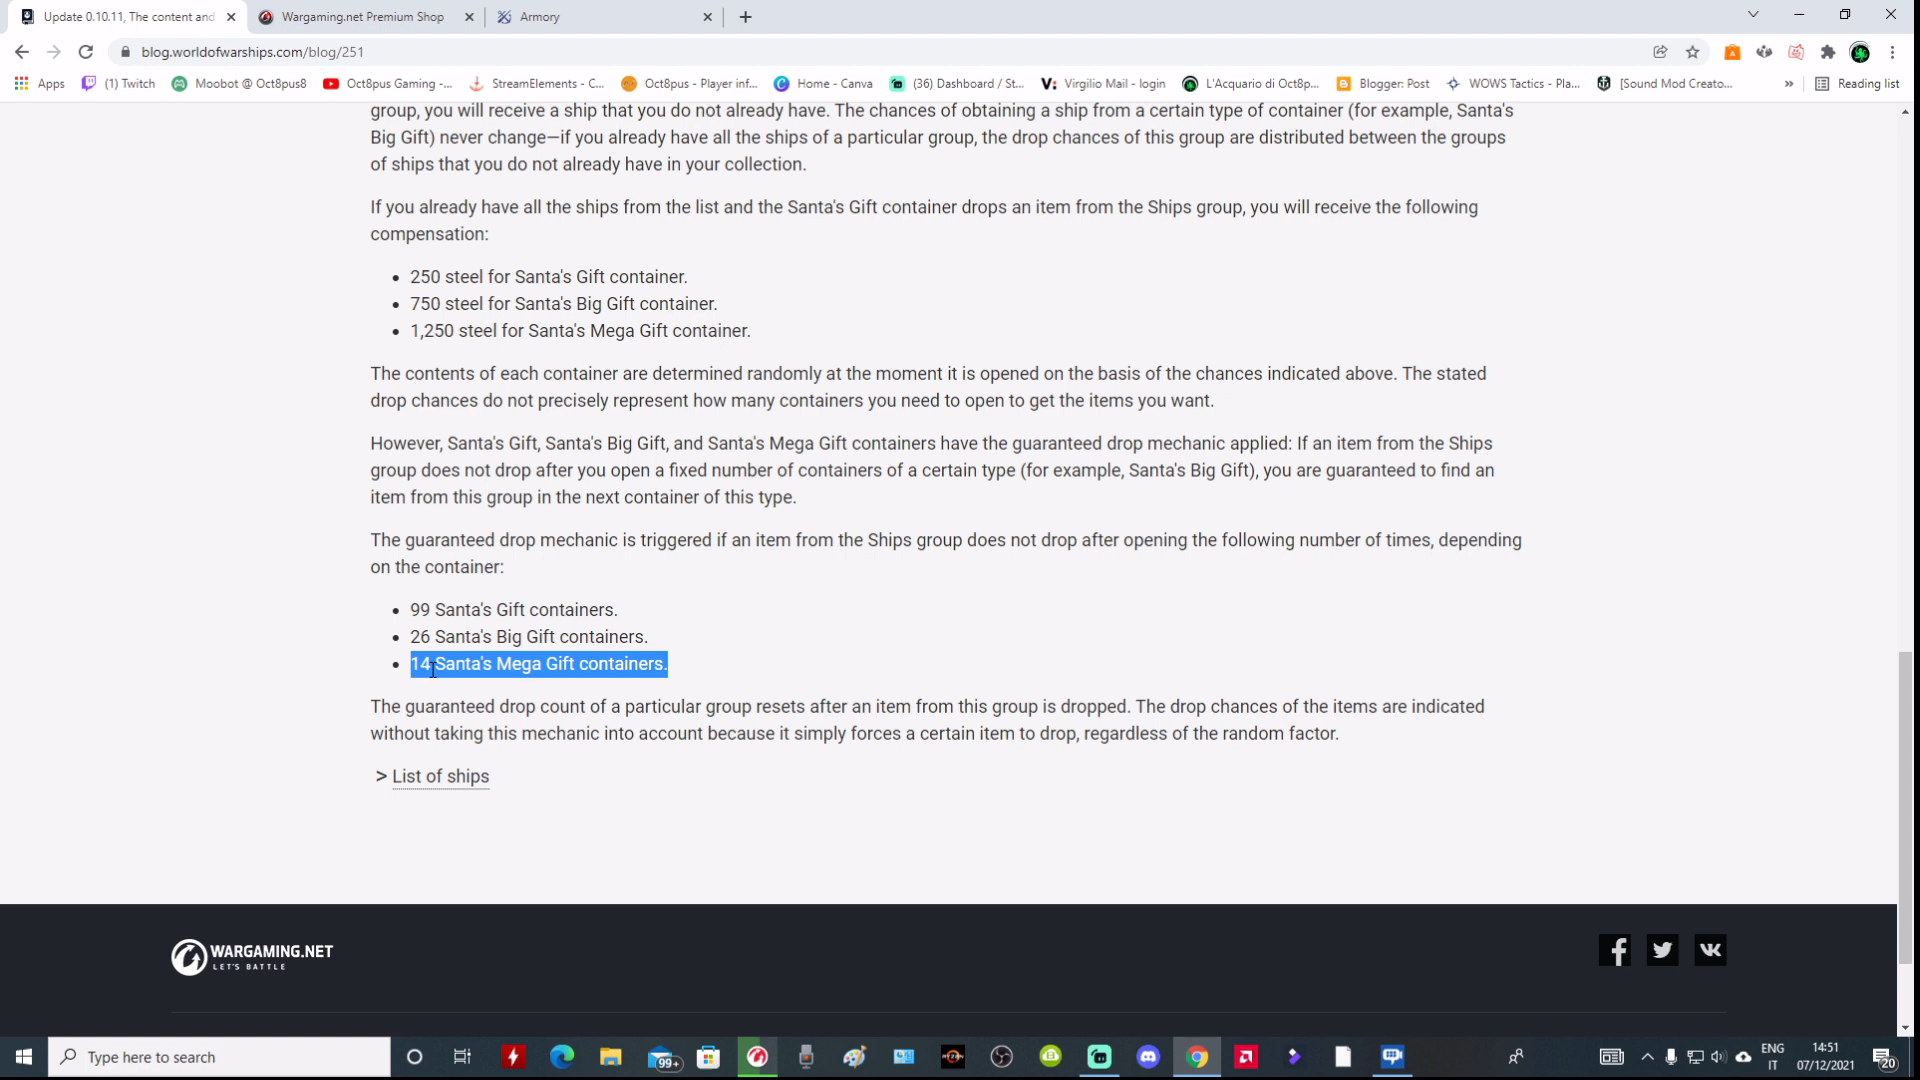 Update 0.10.11, The content and
Wargaming.net Premium Shop
Armory
blog.worldofwarships.com/blog/251
Apps
(1) Twitch
Moobot @ Oct8pus8
Oct8pus Gaming -...
StreamElements - C...
Oct8pus - Player inf...
Home - Canva
(36) Dashboard / St...
Virgilio Mail - login
L'Acquario di Oct8p...
Blogger: Post
WOWS Tactics - Pla...
[Sound Mod Creato...
»
Reading list
group, you will receive a ship that you do not already have. The chances of obtaining a ship from a certain type of container (for example, Santa's
Big Gift) never change—if you already have all the ships of a particular group, the drop chances of this group are distributed between the groups
of ships that you do not already have in your collection.
If you already have all the ships from the list and the Santa's Gift container drops an item from the Ships group, you will receive the following
compensation:
• 250 steel for Santa's Gift container.
• 750 steel for Santa's Big Gift container.
• 1,250 steel for Santa's Mega Gift container.
The contents of each container are determined randomly at the moment it is opened on the basis of the chances indicated above. The stated
drop chances do not precisely represent how many containers you need to open to get the items you want.
However, Santa's Gift, Santa's Big Gift, and Santa's Mega Gift containers have the guaranteed drop mechanic applied: If an item from the Ships
group does not drop after you open a fixed number of containers of a certain type (for example, Santa's Big Gift), you are guaranteed to find an
item from this group in the next container of this type.
The guaranteed drop mechanic is triggered if an item from the Ships group does not drop after opening the following number of times, depending
on the container:
• 99 Santa's Gift containers.
• 26 Santa's Big Gift containers.
• 14 Santa's Mega Gift containers.
The guaranteed drop count of a particular group resets after an item from this group is dropped. The drop chances of the items are indicated
without taking this mechanic into account because it simply forces a certain item to drop, regardless of the random factor.
> List of ships
WARGAMING.NET
LET'S BATTLE
Type here to search
99+
RYZEN
ENG
IT
14:51
07/12/2021
20